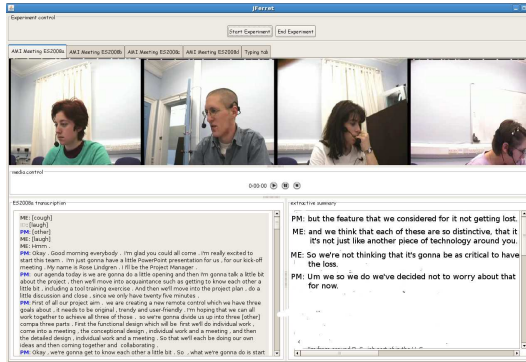 JFerret
Experiment control
Start Experiment End Experiment
AMI Meeting ES2008a AMI Meeting ES2008b AMI Meeting ES2008c AMI Meeting ES2008d Typing tab
media control
0:00:00
ES2008a transcription
ME: [cough]
[laugh]
PM: [other]
ME: [laugh]
ME: Hmm .
PM: Okay . Good morning everybody . I'm glad you could all come . I'm really excited to
start this team . I'm just gonna have a little PowerPoint presentation for us , for our kick-off
meeting . My name is Rose Lindgren . I'll be the Project Manager .
PM: our agenda today is we are gonna do a little opening and then I'm gonna talk a little bit
about the project , then we'll move into acquaintance such as getting to know each other a
little bit , including a tool training exercise . And then we'll move into the project plan , do a
little discussion and close , since we only have twenty five minutes .
PM: First of all our project aim . we are creating a new remote control which we have three
goals about , it needs to be original , trendy and user-friendly . I'm hoping that we can all
work together to achieve all three of those . so we're gonna divide us up into three [other]
compa three parts . First the functional design which will be first we'll do individual work ,
come into a meeting , the conceptional design , individual work and a meeting , and then
the detailed design , individual work and a meeting . So that we'll each be doing our own
ideas and then coming together and collaborating .
PM: Okay , we're gonna get to know each other a little bit . So , what we're gonna do is start
extractive summary
PM: but the feature that we considered for it not getting lost.
ME: and we think that each of these are so distinctive, that it
it's not just like another piece of technology around you.
ME: So we're not thinking that it's gonna be as critical to have
the loss.
PM: Um we so we do we've decided not to worry about that
for now.